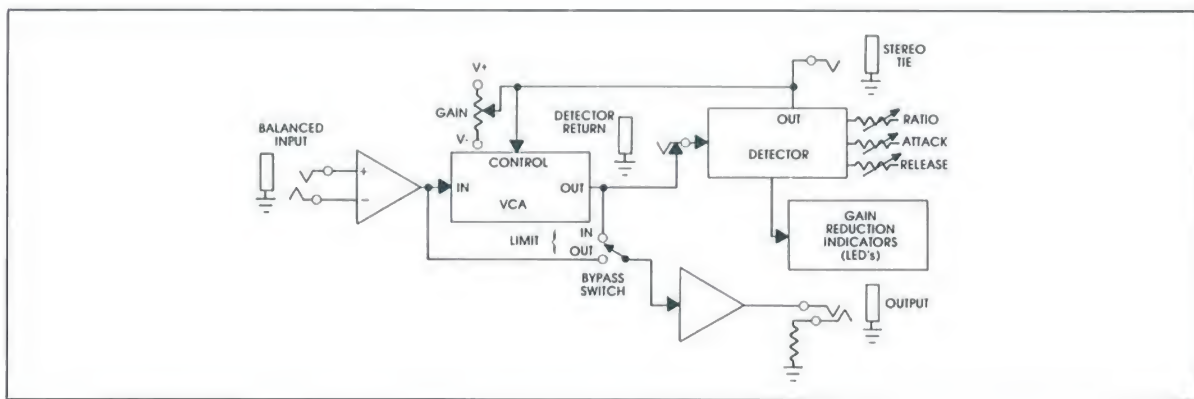 STEREO
TIE
V+
GAIN
V-
BALANCED
INPUT
+
−
CONTROL
IN
OUT
VCA
DETECTOR
RETURN
OUT
DETECTOR
RATIO
ATTACK
RELEASE
LIMIT {
IN
OUT
BYPASS
SWITCH
GAIN
REDUCTION
INDICATORS
(LED's)
OUTPUT